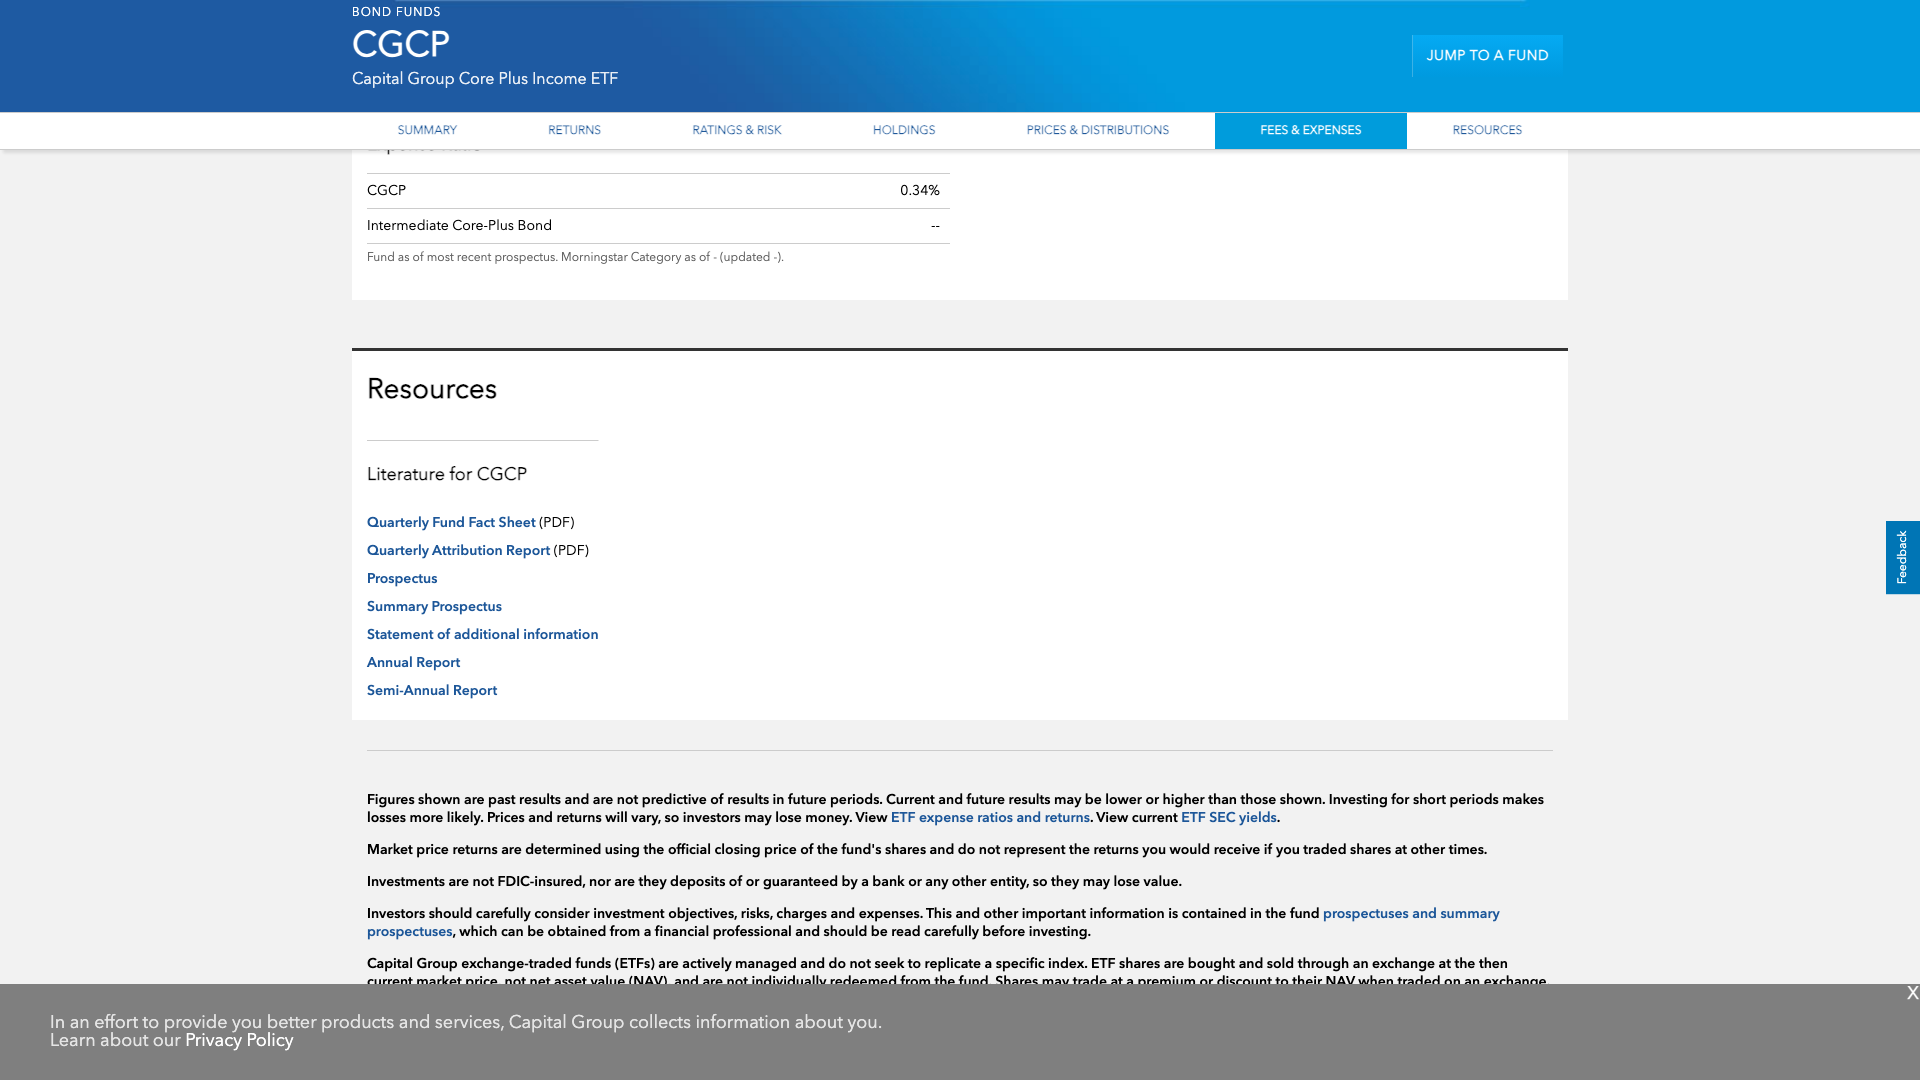 BOND FUNDS
CGCP
Capital Group Core Plus Income ETF
JUMP TO A FUND
SUMMARY
RETURNS
RATINGS & RISK
HOLDINGS
PRICES & DISTRIBUTIONS
FEES & EXPENSES
RESOURCES
CGCP 0.34%
Intermediate Core-Plus Bond --
Fund as of most recent prospectus. Morningstar Category as of - (updated -).
Resources
Literature for CGCP
Quarterly Fund Fact Sheet (PDF)
Quarterly Attribution Report (PDF)
Prospectus
Summary Prospectus
Statement of additional information
Annual Report
Semi-Annual Report
Feedback
Figures shown are past results and are not predictive of results in future periods. Current and future results may be lower or higher than those shown. Investing for short periods makes
losses more likely. Prices and returns will vary, so investors may lose money. View ETF expense ratios and returns. View current ETF SEC yields.
Market price returns are determined using the official closing price of the fund's shares and do not represent the returns you would receive if you traded shares at other times.
Investments are not FDIC-insured, nor are they deposits of or guaranteed by a bank or any other entity, so they may lose value.
Investors should carefully consider investment objectives, risks, charges and expenses. This and other important information is contained in the fund prospectuses and summary
prospectuses, which can be obtained from a financial professional and should be read carefully before investing.
Capital Group exchange-traded funds (ETFs) are actively managed and do not seek to replicate a specific index. ETF shares are bought and sold through an exchange at the then
current market price, not net asset value (NAV), and are not individually redeemed from the fund. Shares may trade at a premium or discount to their NAV when traded on an exchange.
X
In an effort to provide you better products and services, Capital Group collects information about you.
Learn about our Privacy Policy